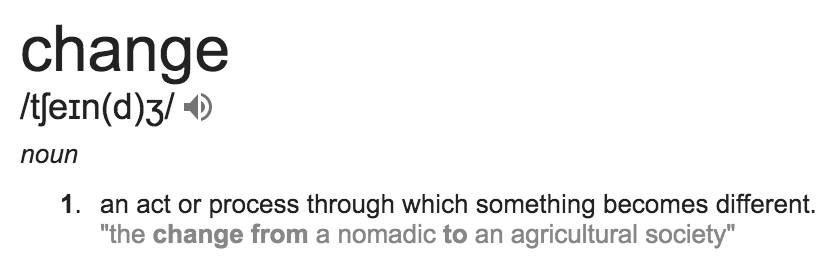 change
/tʃeɪn(d)ʒ/
noun
1. an act or process through which something becomes different.
"the change from a nomadic to an agricultural society"